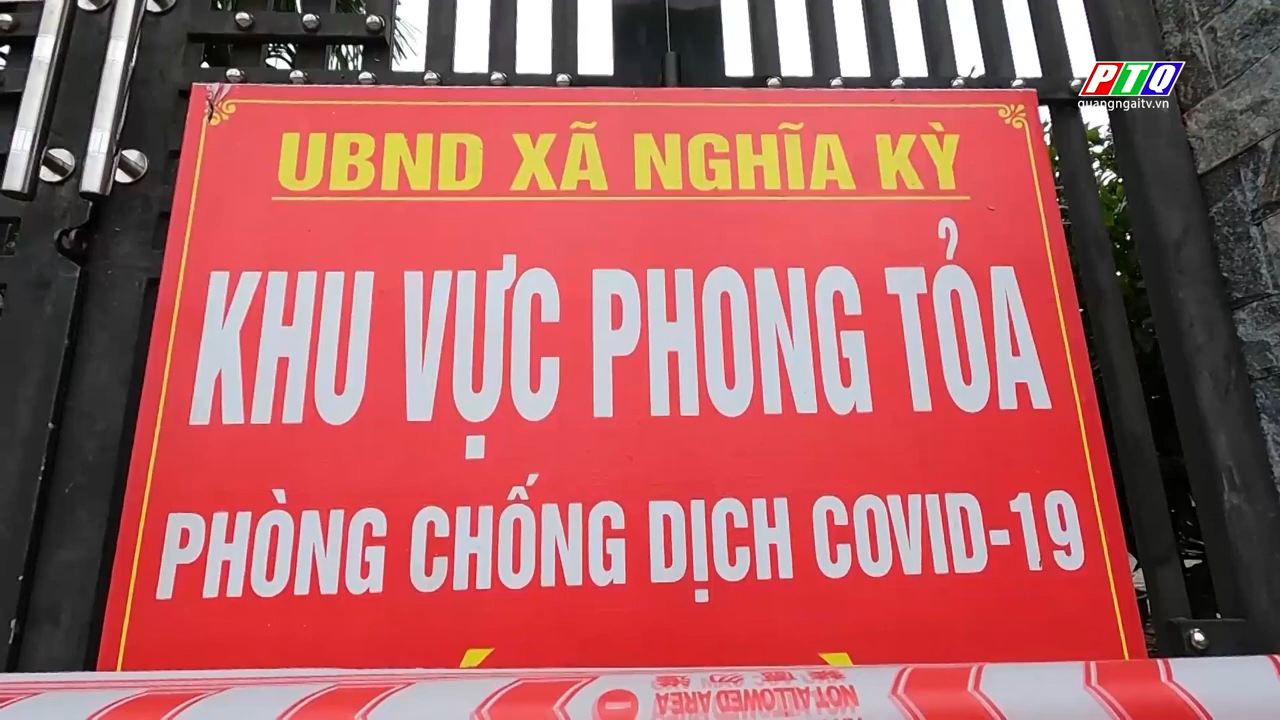 PTQ
quangngaitv.vn
UBND XÃ NGHĨA KỲ
KHU VỰC PHONG TỎA
PHÒNG CHỐNG DỊCH COVID-19
NOT ALLOWED AREA